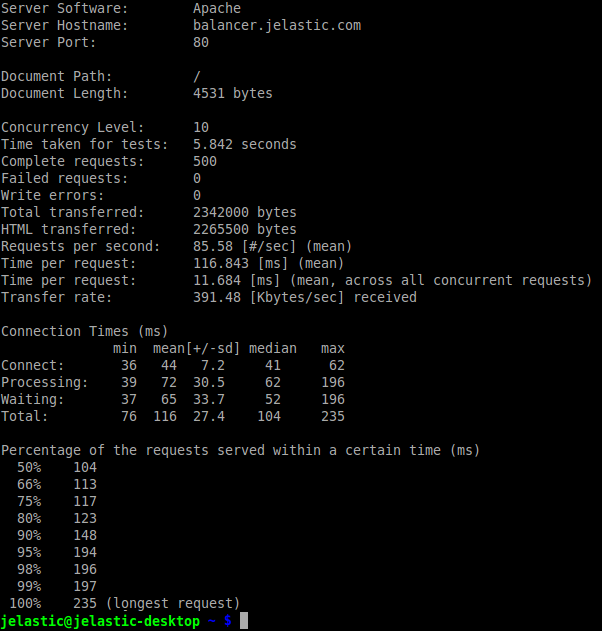 Server Software:        Apache
Server Hostname:        balancer.jelastic.com
Server Port:            80

Document Path:          /
Document Length:        4531 bytes

Concurrency Level:      10
Time taken for tests:   5.842 seconds
Complete requests:      500
Failed requests:        0
Write errors:           0
Total transferred:      2342000 bytes
HTML transferred:       2265500 bytes
Requests per second:    85.58 [#/sec] (mean)
Time per request:       116.843 [ms] (mean)
Time per request:       11.684 [ms] (mean, across all concurrent requests)
Transfer rate:          391.48 [Kbytes/sec] received

Connection Times (ms)
              min  mean[+/-sd] median   max
Connect:       36   44   7.2     41      62
Processing:    39   72  30.5     62     196
Waiting:       37   65  33.7     52     196
Total:         76  116  27.4    104     235

Percentage of the requests served within a certain time (ms)
  50%    104
  66%    113
  75%    117
  80%    123
  90%    148
  95%    194
  98%    196
  99%    197
 100%    235 (longest request)
jelastic@jelastic-desktop ~ $